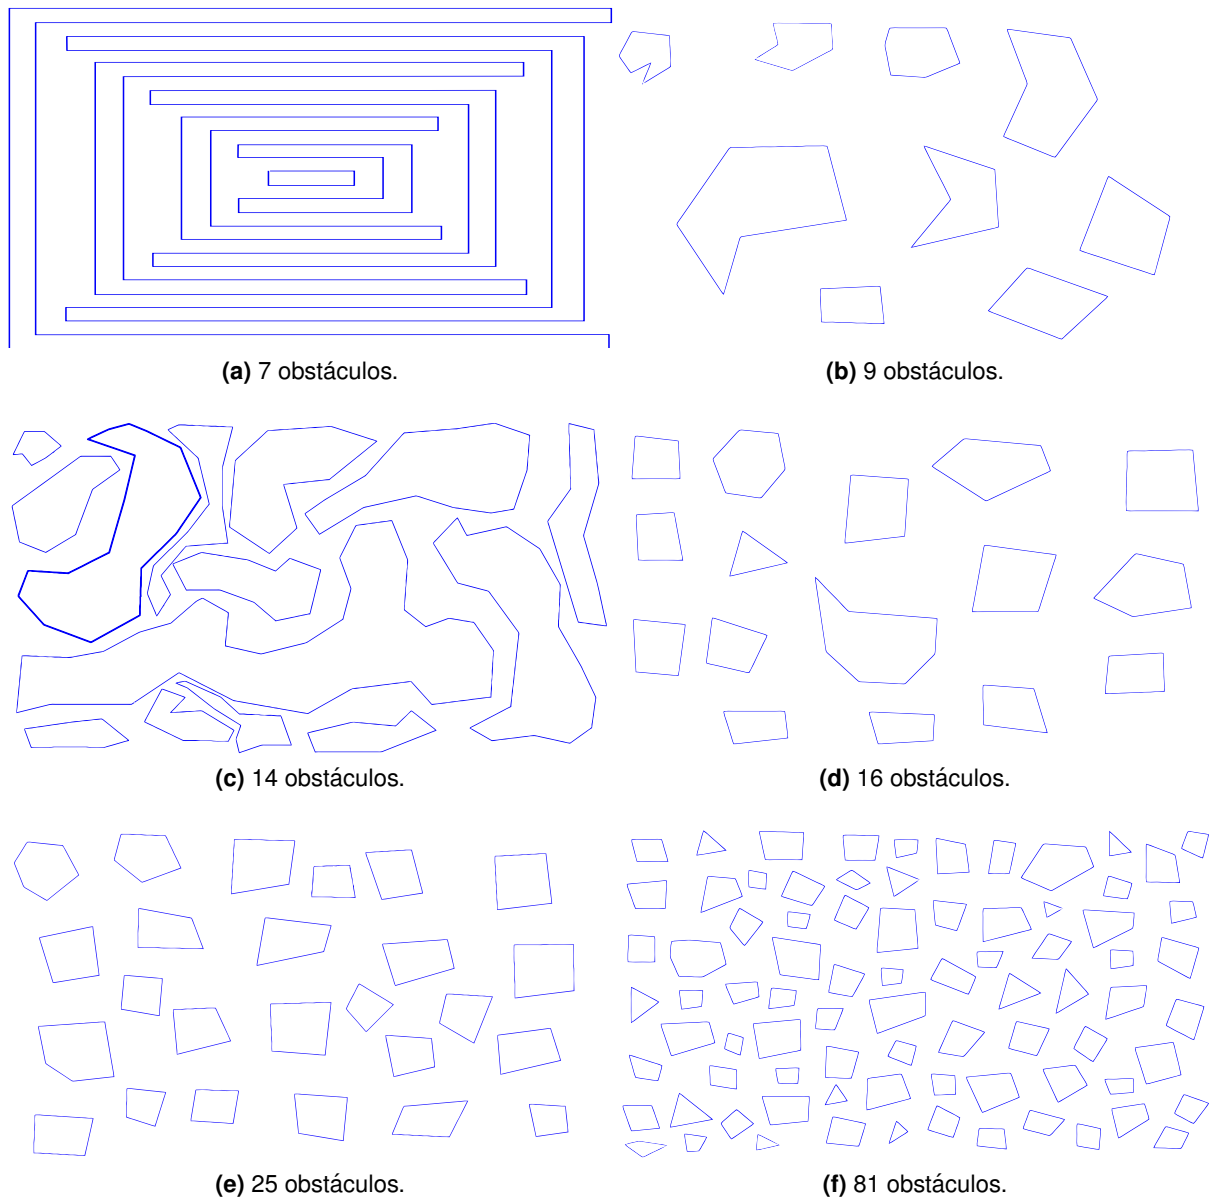 (a) 7 obstáculos.
(b) 9 obstáculos.
(c) 14 obstáculos.
(d) 16 obstáculos.
(e) 25 obstáculos.
(f) 81 obstáculos.